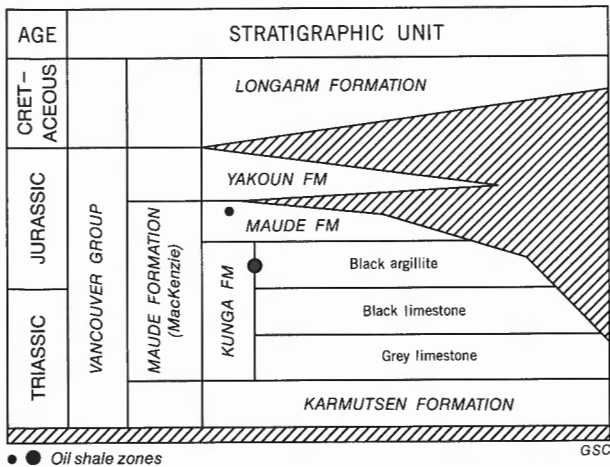 AGE
STRATIGRAPHIC UNIT
CRET-
ACEOUS
LONGARM FORMATION
JURASSIC
TRIASSIC
VANCOUVER GROUP
MAUDE FORMATION
(MacKenzie)
YAKOUN FM
MAUDE FM
KUNGA FM
Black argillite
Black limestone
Grey limestone
KARMUTSEN FORMATION
Oil shale zones
GSC